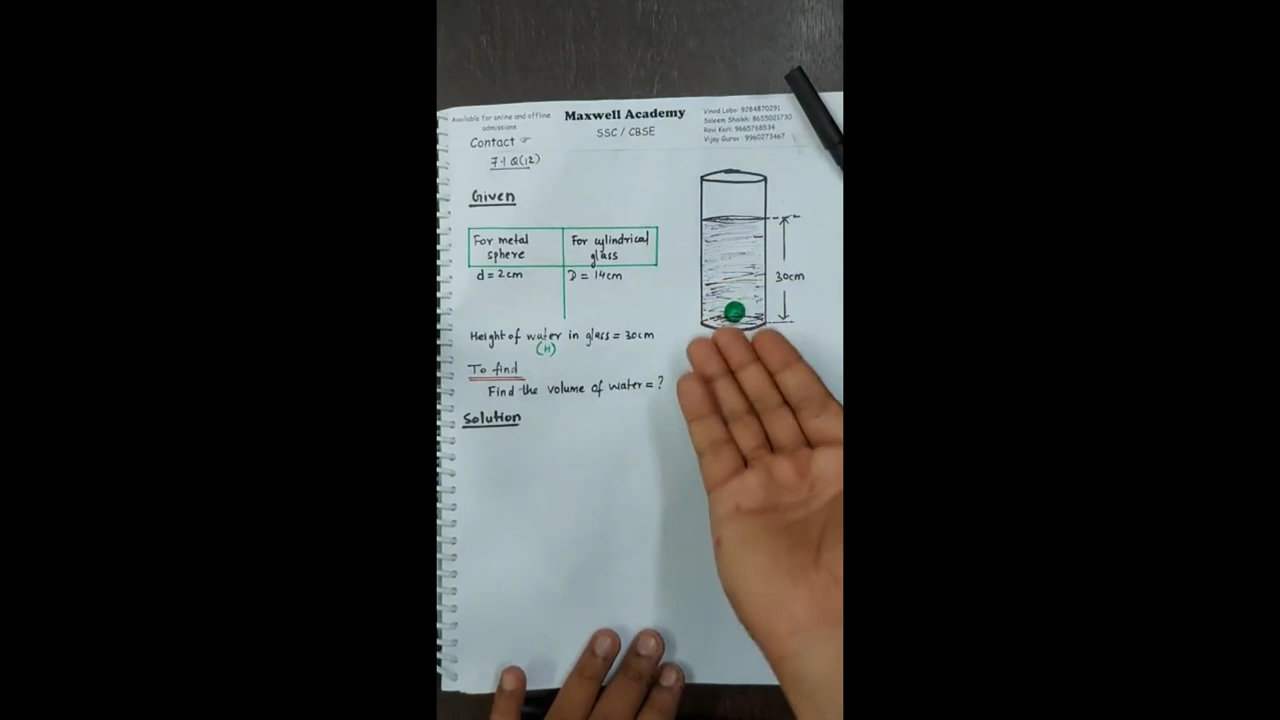 Available for online and offline
admissions
Contact ☞
Maxwell Academy
SSC / CBSE
Vinod Lobo: 9284870291
Saleem Shaikh: 8655021730
Ravi Kori: 9665768534
Vijay Gurav: 9960273467
7.1 Q(12)
Given
For metal
sphere
For cylindrical
glass
d = 2cm
D = 14cm
30cm
Height of water in glass = 30cm
(H)
To find
Find the volume of water = ?
Solution